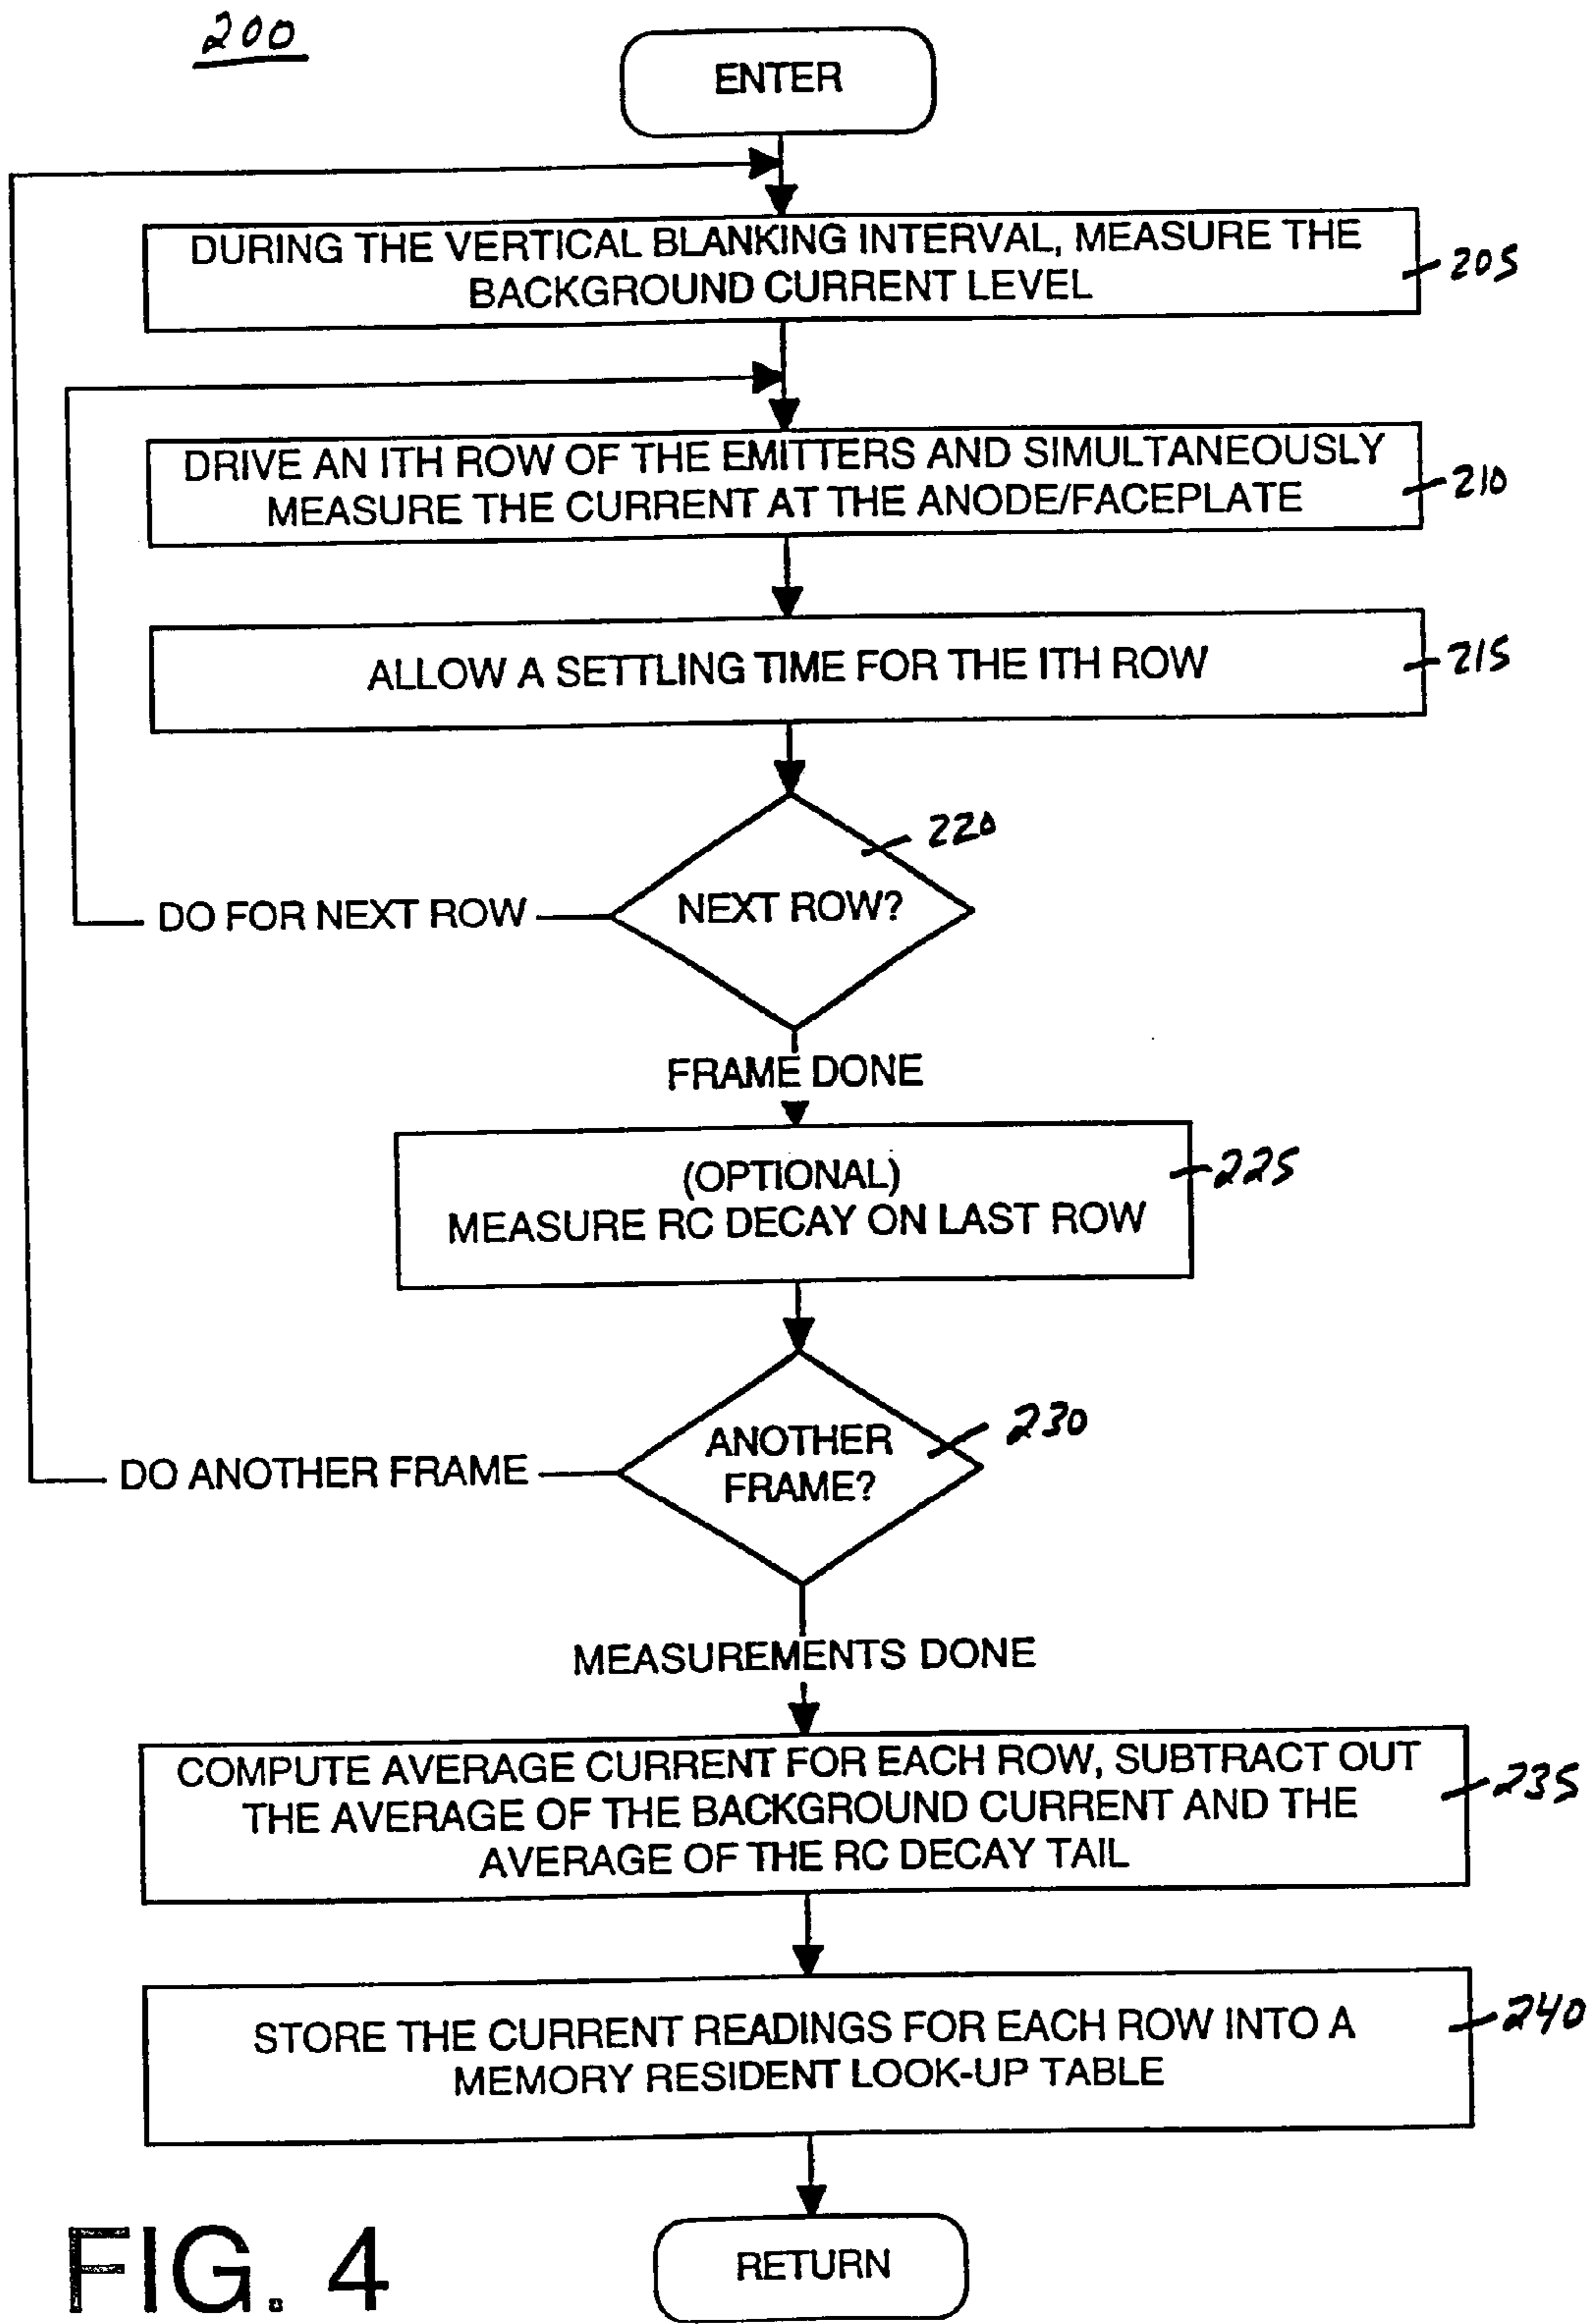 200
ENTER
DURING THE VERTICAL BLANKING INTERVAL, MEASURE THE
BACKGROUND CURRENT LEVEL
205
DRIVE AN ITH ROW OF THE EMITTERS AND SIMULTANEOUSLY
MEASURE THE CURRENT AT THE ANODE/FACEPLATE
210
ALLOW A SETTLING TIME FOR THE ITH ROW
215
220
NEXT ROW?
DO FOR NEXT ROW
FRAME DONE
(OPTIONAL)
MEASURE RC DECAY ON LAST ROW
225
ANOTHER
FRAME?
230
DO ANOTHER FRAME
MEASUREMENTS DONE
COMPUTE AVERAGE CURRENT FOR EACH ROW, SUBTRACT OUT
THE AVERAGE OF THE BACKGROUND CURRENT AND THE
AVERAGE OF THE RC DECAY TAIL
235
STORE THE CURRENT READINGS FOR EACH ROW INTO A
MEMORY RESIDENT LOOK-UP TABLE
240
RETURN
FIG. 4